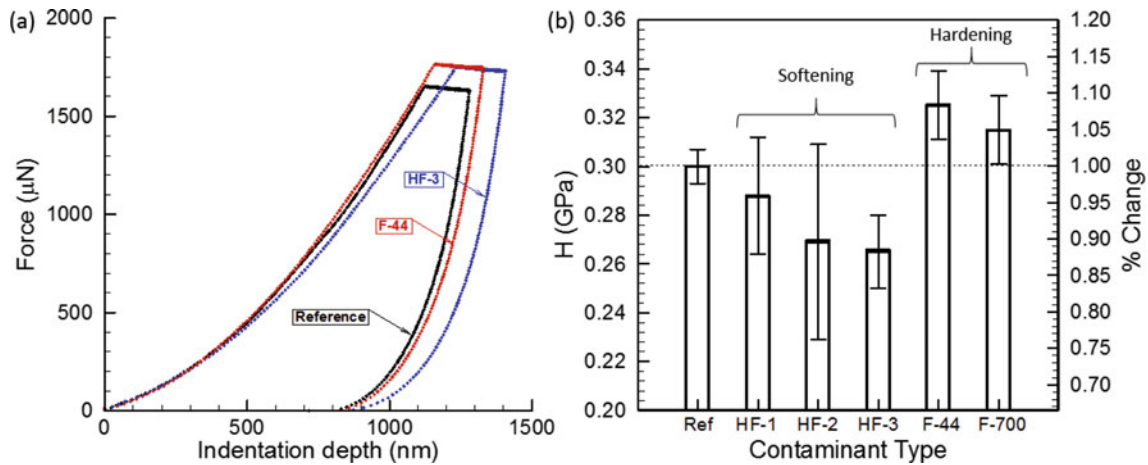 (a)
2000
1500
1000
500
0
Force (μN)
HF-3
F-44
Reference
0 500 1000 1500
Indentation depth (nm)
(b)
0.36
0.34
0.32
0.30
0.28
0.26
0.24
0.22
0.20
H (GPa)
Softening
Hardening
1.20
1.15
1.10
1.05
1.00
0.95
0.90
0.85
0.80
0.75
0.70
% Change
Ref HF-1 HF-2 HF-3 F-44 F-700
Contaminant Type